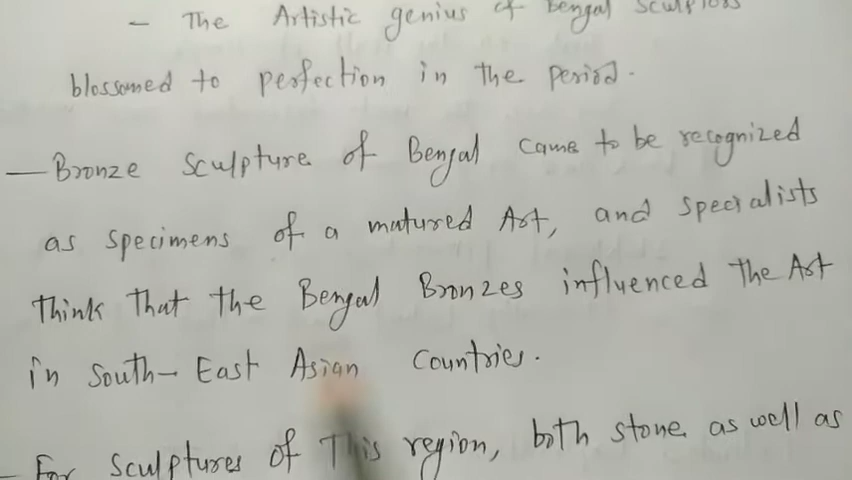 - The Artistic genius of Bengal Sculptors
blossomed to perfection in the period.
- Bronze Sculpture of Bengal came to be recognized
as specimens of a matured Art, and specialists
think that the Bengal Bronzes influenced the Art
in South-East Asian Countries.
- For sculptures of This region, both stone as well as